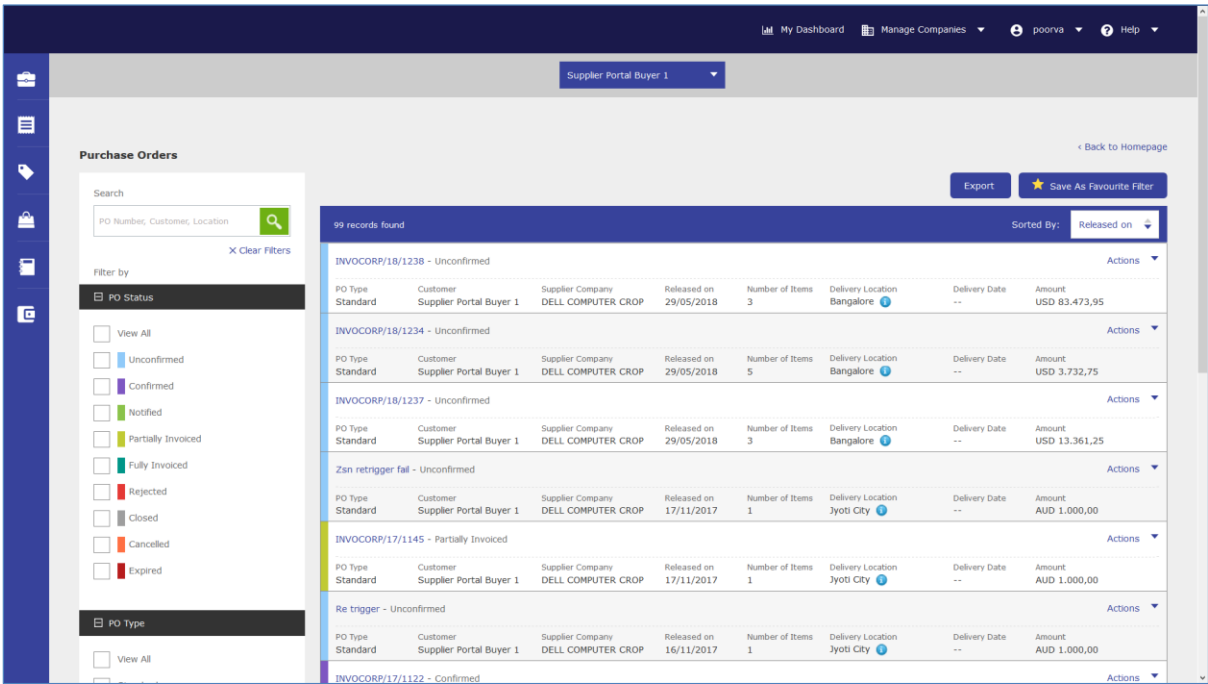 My Dashboard Manage Companies poorva Help
Supplier Portal Buyer 1
‹ Back to Homepage
Purchase Orders
Export Save As Favourite Filter
Search
PO Number, Customer, Location
X Clear Filters
Filter by
PO Status
View All
Unconfirmed
Confirmed
Notified
Partially Invoiced
Fully Invoiced
Rejected
Closed
Cancelled
Expired
PO Type
View All
99 records found Sorted By: Released on
INVOCORP/18/1238 - Unconfirmed Actions
PO Type Customer Supplier Company Released on Number of Items Delivery Location Delivery Date Amount
Standard Supplier Portal Buyer 1 DELL COMPUTER CROP 29/05/2018 3 Bangalore -- USD 83.473,95
INVOCORP/18/1234 - Unconfirmed Actions
PO Type Customer Supplier Company Released on Number of Items Delivery Location Delivery Date Amount
Standard Supplier Portal Buyer 1 DELL COMPUTER CROP 29/05/2018 5 Bangalore -- USD 3.732,75
INVOCORP/18/1237 - Unconfirmed Actions
PO Type Customer Supplier Company Released on Number of Items Delivery Location Delivery Date Amount
Standard Supplier Portal Buyer 1 DELL COMPUTER CROP 29/05/2018 3 Bangalore -- USD 13.361,25
Zsn retrigger fail - Unconfirmed Actions
PO Type Customer Supplier Company Released on Number of Items Delivery Location Delivery Date Amount
Standard Supplier Portal Buyer 1 DELL COMPUTER CROP 17/11/2017 1 Jyoti City -- AUD 1.000,00
INVOCORP/17/1145 - Partially Invoiced Actions
PO Type Customer Supplier Company Released on Number of Items Delivery Location Delivery Date Amount
Standard Supplier Portal Buyer 1 DELL COMPUTER CROP 17/11/2017 1 Jyoti City -- AUD 1.000,00
Re trigger - Unconfirmed Actions
PO Type Customer Supplier Company Released on Number of Items Delivery Location Delivery Date Amount
Standard Supplier Portal Buyer 1 DELL COMPUTER CROP 16/11/2017 1 Jyoti City -- AUD 1.000,00
INVOCORP/17/1122 - Confirmed Actions